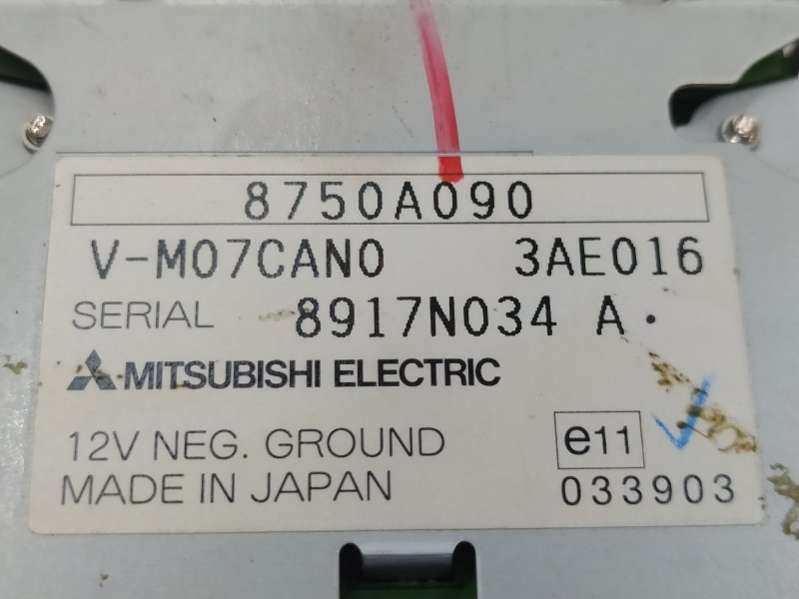 8750A090
V-M07CAN0 3AE016
SERIAL 8917N034 A
MITSUBISHI ELECTRIC
12V NEG. GROUND e11
MADE IN JAPAN 033903